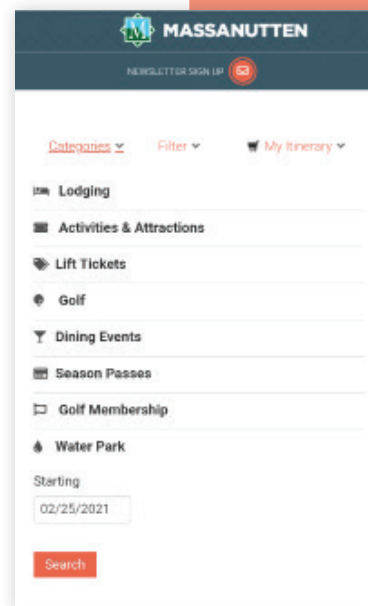 MASSANUTTEN
NEWSLETTER SIGN UP
Categories Filter My Itinerary
Lodging
Activities & Attractions
Lift Tickets
Golf
Dining Events
Season Passes
Golf Membership
Water Park
Starting
02/25/2021
Search